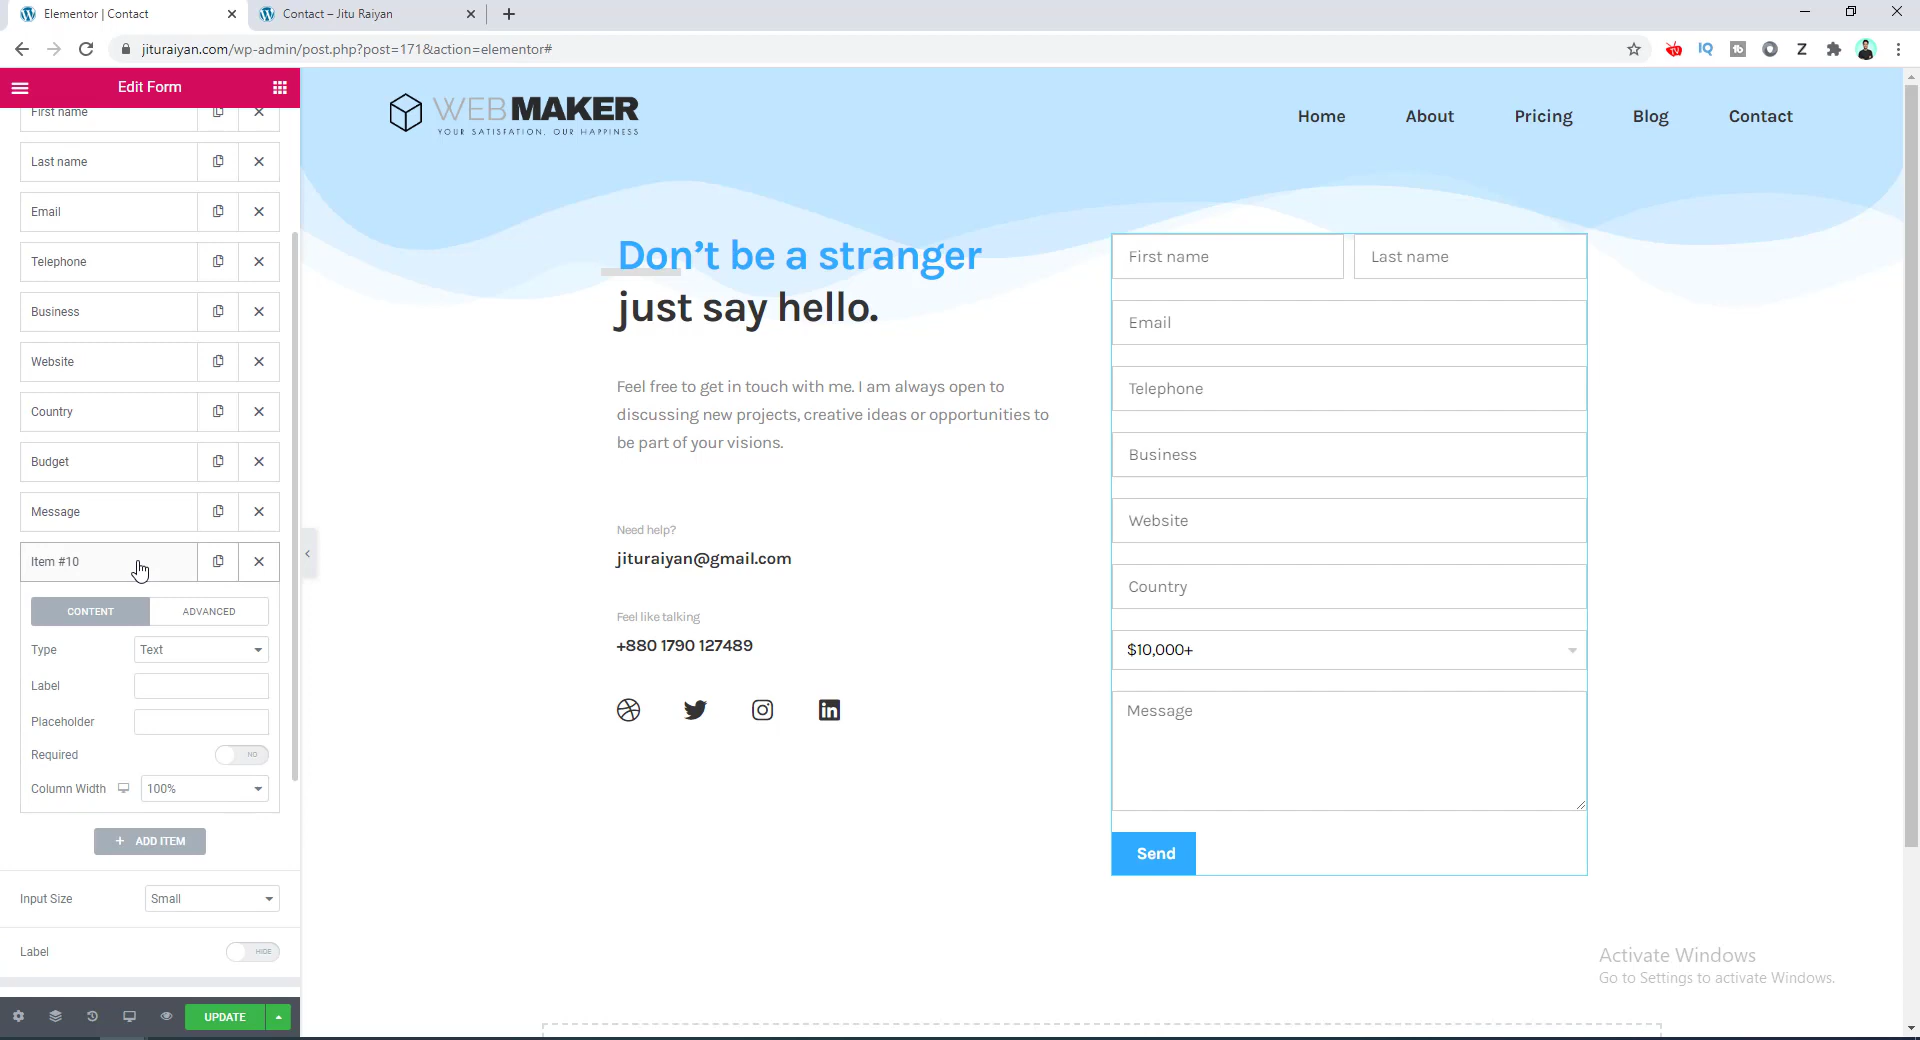 Elementor | Contact
Contact – Jitu Raiyan
jituraiyan.com/wp-admin/post.php?post=171&action=elementor#
Edit Form
First name
Last name
Email
Telephone
Business
Website
Country
Budget
Message
Item #10
CONTENT
ADVANCED
Type
Text
Label
Placeholder
Required
NO
Column Width
100%
+ ADD ITEM
Input Size
Small
Label
HIDE
UPDATE
WEBMAKER
YOUR SATISFATION, OUR HAPPINESS
Home
About
Pricing
Blog
Contact
Don’t be a stranger
just say hello.
Feel free to get in touch with me. I am always open to
discussing new projects, creative ideas or opportunities to
be part of your visions.
Need help?
jituraiyan@gmail.com
Feel like talking
+880 1790 127489
First name
Last name
Email
Telephone
Business
Website
Country
$10,000+
Message
Send
Activate Windows
Go to Settings to activate Windows.